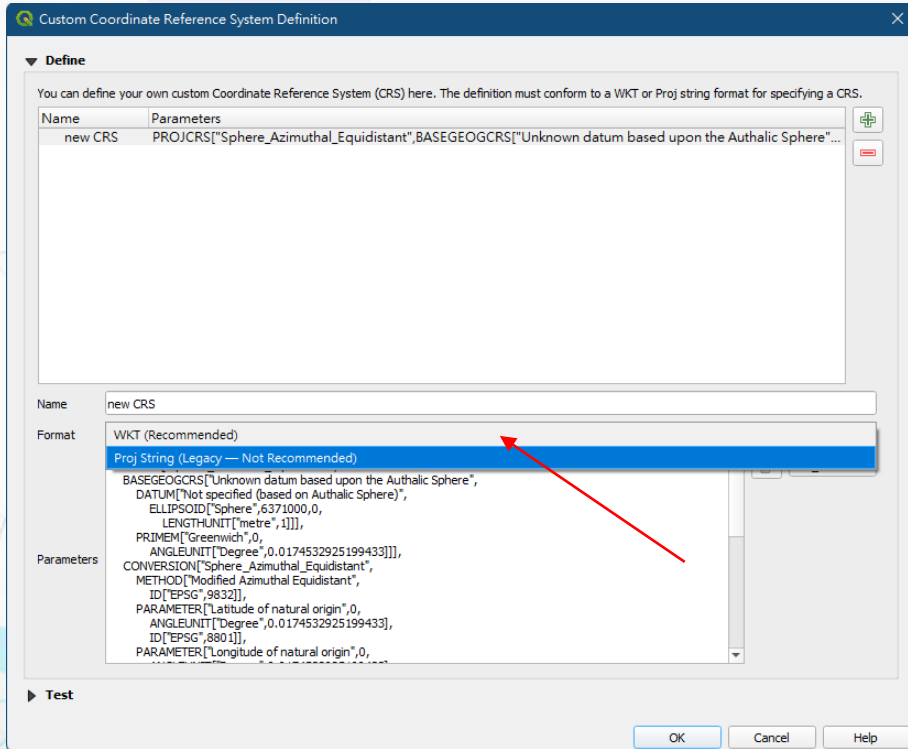 Custom Coordinate Reference System Definition
Define
You can define your own custom Coordinate Reference System (CRS) here. The definition must conform to a WKT or Proj string format for specifying a CRS.
Name Parameters
new CRS PROJCRS["Sphere_Azimuthal_Equidistant",BASEGEOGCRS["Unknown datum based upon the Authalic Sphere"...
Name new CRS
Format WKT (Recommended)
Proj String (Legacy — Not Recommended)
BASEGEOGCRS["Unknown datum based upon the Authalic Sphere",
DATUM["Not specified (based on Authalic Sphere)",
ELLIPSOID["Sphere",6371000,0,
LENGTHUNIT["metre",1]]],
PRIMEM["Greenwich",0,
ANGLEUNIT["Degree",0.0174532925199433]]],
Parameters
CONVERSION["Sphere_Azimuthal_Equidistant",
METHOD["Modified Azimuthal Equidistant",
ID["EPSG",9832]],
PARAMETER["Latitude of natural origin",0,
ANGLEUNIT["Degree",0.0174532925199433],
ID["EPSG",8801]],
PARAMETER["Longitude of natural origin",0,
Test
OK Cancel Help